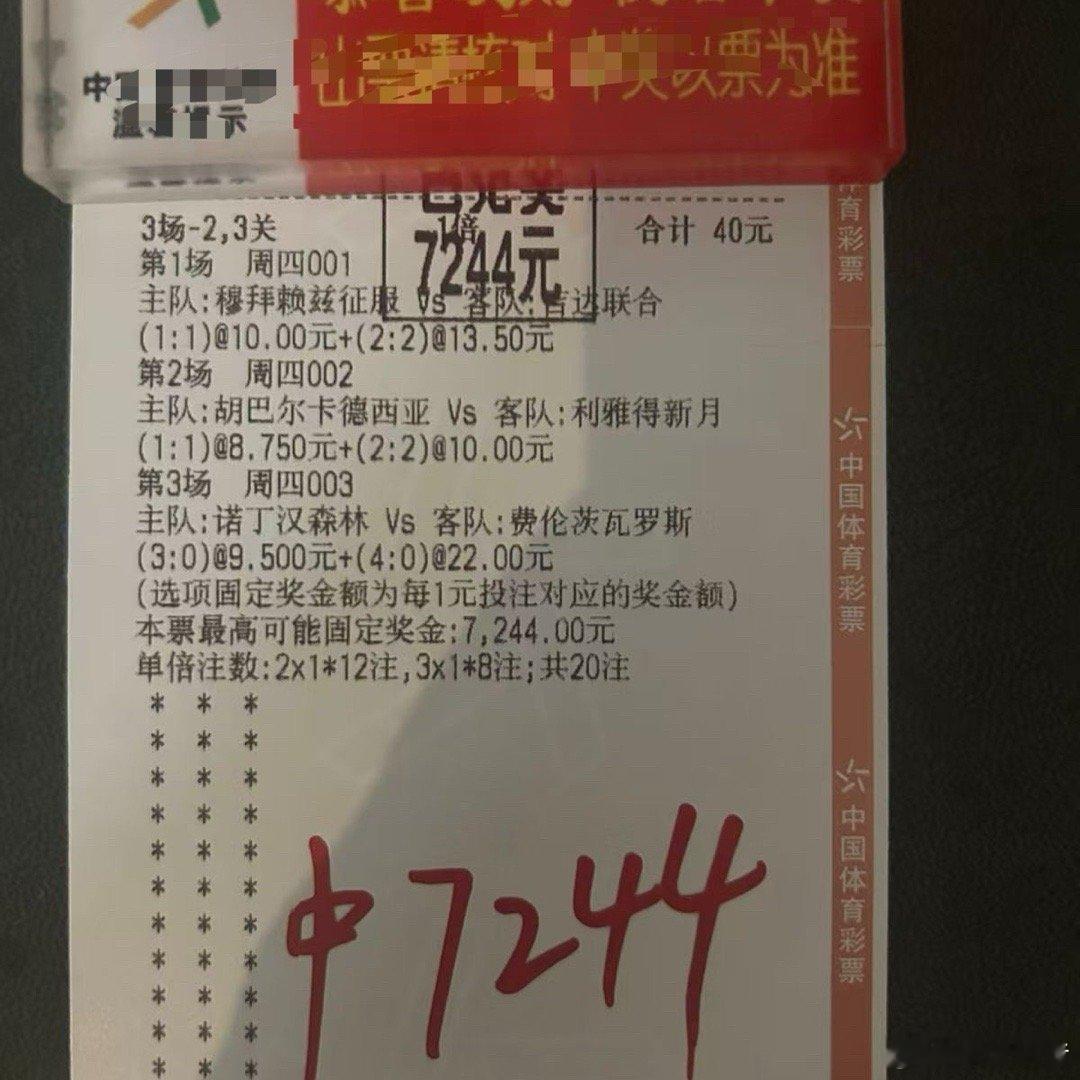 以票为准
示
3场-2,3关
1倍
合计 40元
7244元
第1场 周四001
主队:穆拜赖兹征服 Vs 客队:吉达联合
(1:1)@10.00元+(2:2)@13.50元
第2场 周四002
主队:胡巴尔卡德西亚 Vs 客队:利雅得新月
(1:1)@8.750元+(2:2)@10.00元
第3场 周四003
主队:诺丁汉森林 Vs 客队:费伦茨瓦罗斯
(3:0)@9.500元+(4:0)@22.00元
(选项固定奖金额为每1元投注对应的奖金额)
本票最高可能固定奖金:7,244.00元
单倍注数:2x1*12注,3x1*8注;共20注
* * *
* * *
* * *
* * *
* * *
* * *
* * *
* * *
* * *
* * *
* * *
中7244
体育彩票
中国体育彩票
中国体育彩票